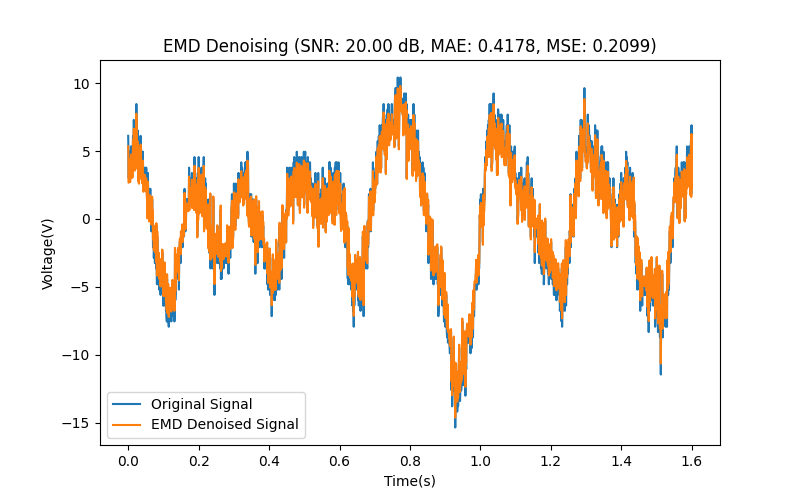 EMD Denoising (SNR: 20.00 dB, MAE: 0.4178, MSE: 0.2099)
10
5
0
−5
−10
−15
Voltage(V)
Original Signal
EMD Denoised Signal
0.0 0.2 0.4 0.6 0.8 1.0 1.2 1.4 1.6
Time(s)